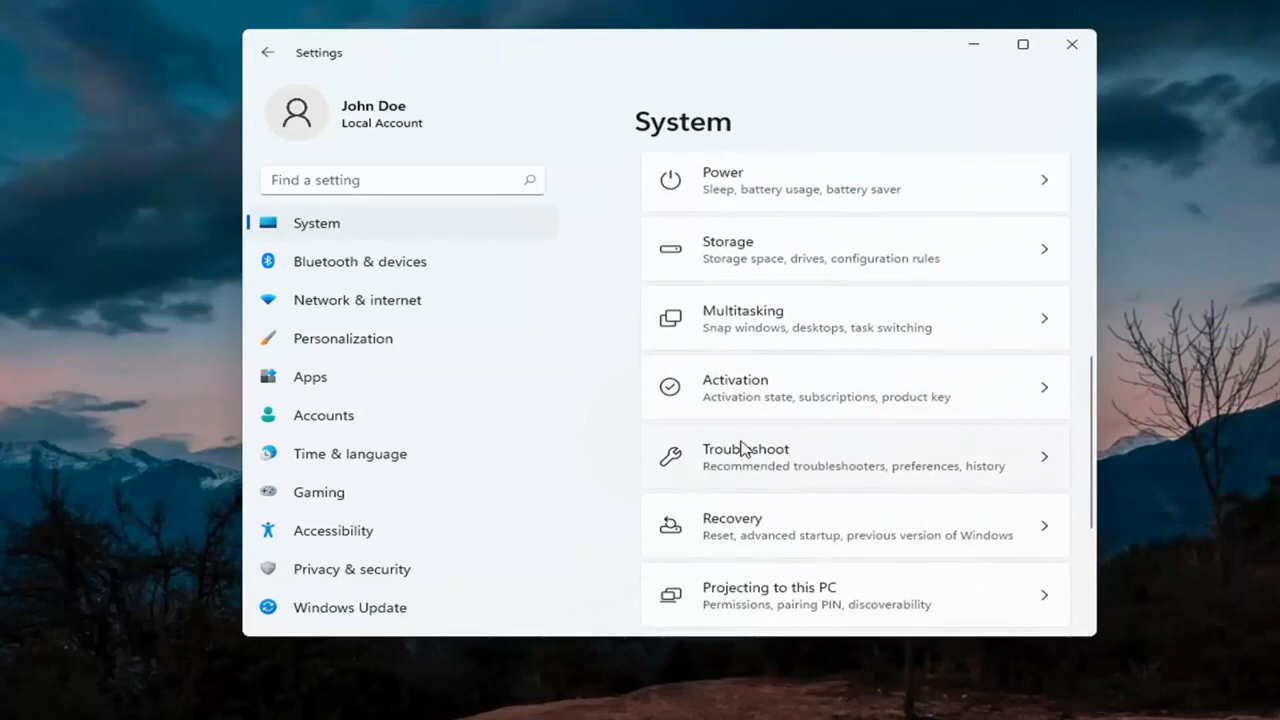 Settings
John Doe
Local Account
Find a setting
System
Bluetooth & devices
Network & internet
Personalization
Apps
Accounts
Time & language
Gaming
Accessibility
Privacy & security
Windows Update
System
Power
Sleep, battery usage, battery saver
Storage
Storage space, drives, configuration rules
Multitasking
Snap windows, desktops, task switching
Activation
Activation state, subscriptions, product key
Troubleshoot
Recommended troubleshooters, preferences, history
Recovery
Reset, advanced startup, previous version of Windows
Projecting to this PC
Permissions, pairing PIN, discoverability